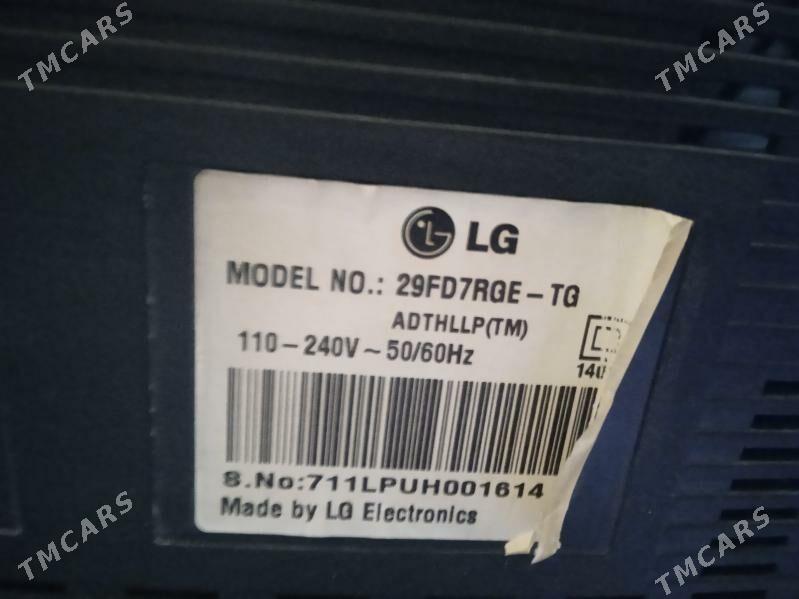 TMCARS
TMCARS
LG
MODEL NO.: 29FD7RGE-TG
ADTHLLP(TM)
110-240V~50/60Hz
S.No:711LPUH001614
Made by LG Electronics
TMCARS
TMCARS